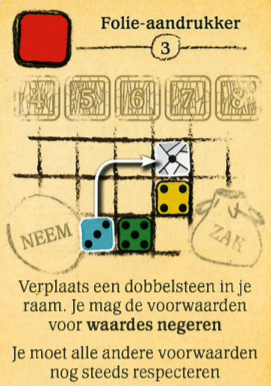 Folie-aandrukker
3
4 5 6 7 8
NEEM
ZAK
Verplaats een dobbelsteen in je
raam. Je mag de voorwaarden
voor waardes negeren
Je moet alle andere voorwaarden
nog steeds respecteren